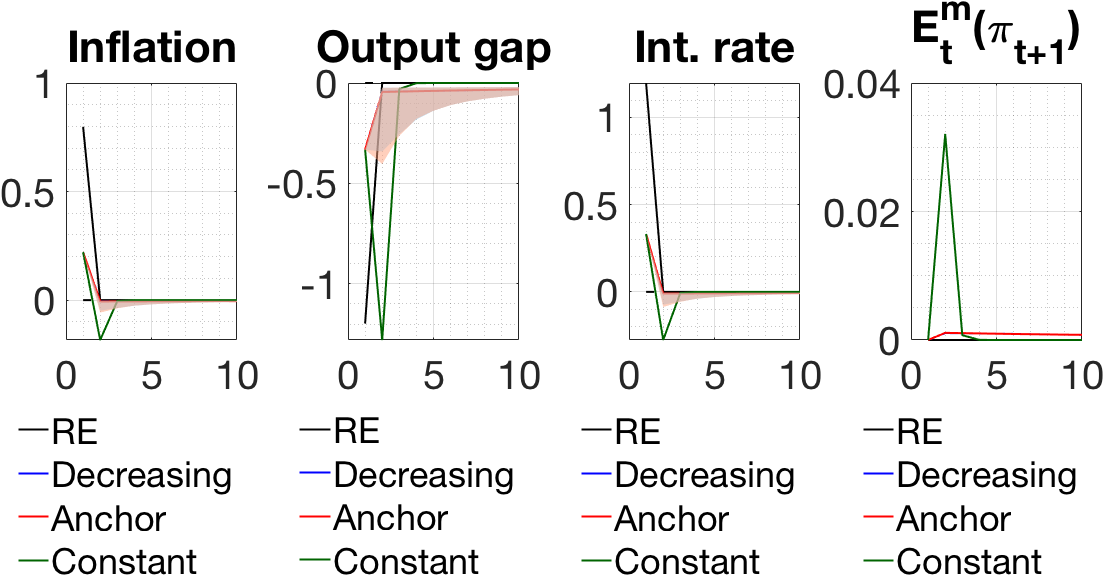 Inflation
1
0.5
0
0
5
10
RE
Decreasing
Anchor
Constant
Output gap
0
-0.5
-1
0
5
10
RE
Decreasing
Anchor
Constant
Int. rate
1
0.5
0
0
5
10
RE
Decreasing
Anchor
Constant
E_t^m(π_{t+1})
0.04
0.02
0
0
5
10
RE
Decreasing
Anchor
Constant